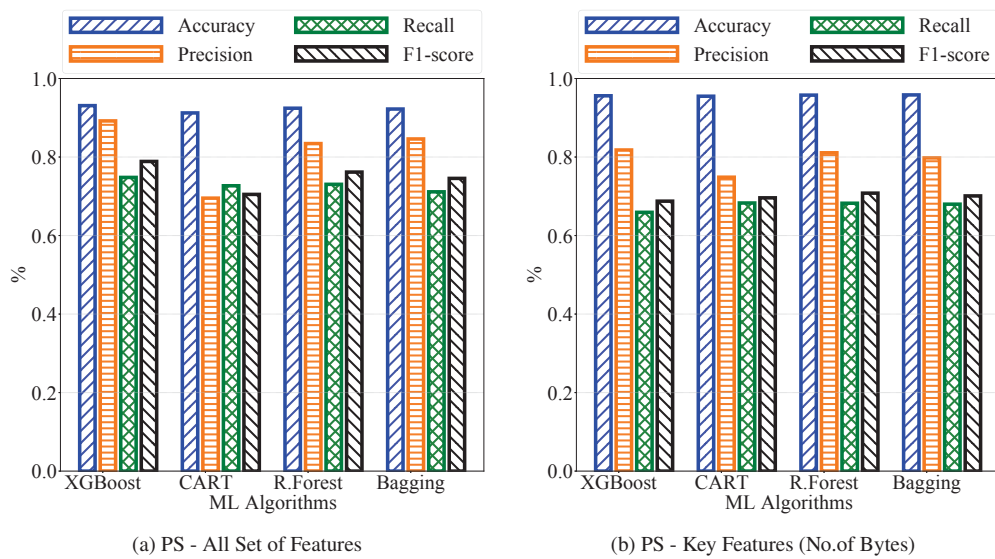 Accuracy
Recall
Precision
F1-score
1.0
0.8
0.6
0.4
0.2
0.0
%
XGBoost
CART
R.Forest
Bagging
ML Algorithms
(a) PS - All Set of Features
Accuracy
Recall
Precision
F1-score
1.0
0.8
0.6
0.4
0.2
0.0
%
XGBoost
CART
R.Forest
Bagging
ML Algorithms
(b) PS - Key Features (No.of Bytes)